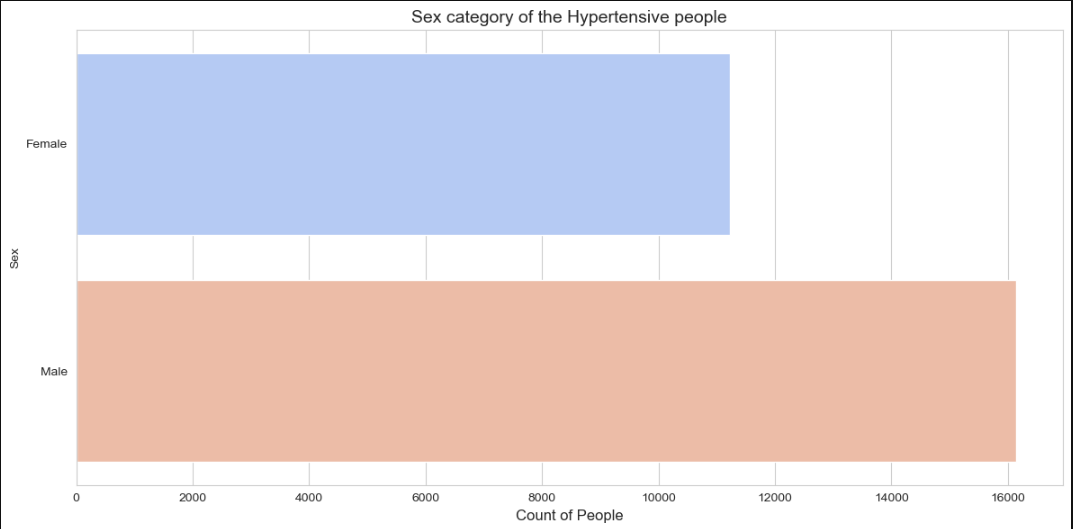 Sex category of the Hypertensive people
Female
Sex
Male
0 2000 4000 6000 8000 10000 12000 14000 16000
Count of People